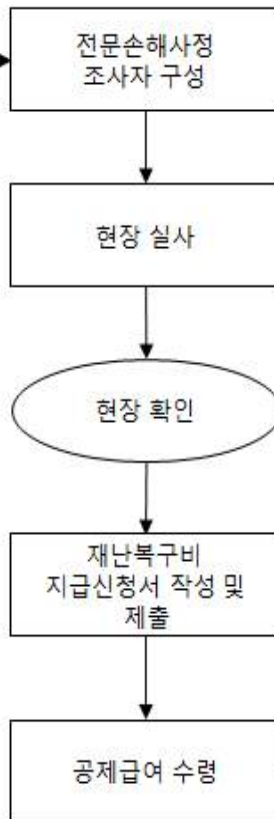 전문손해사정
조사자 구성
현장 실사
현장 확인
재난복구비
지급신청서 작성 및
제출
공제급여 수령